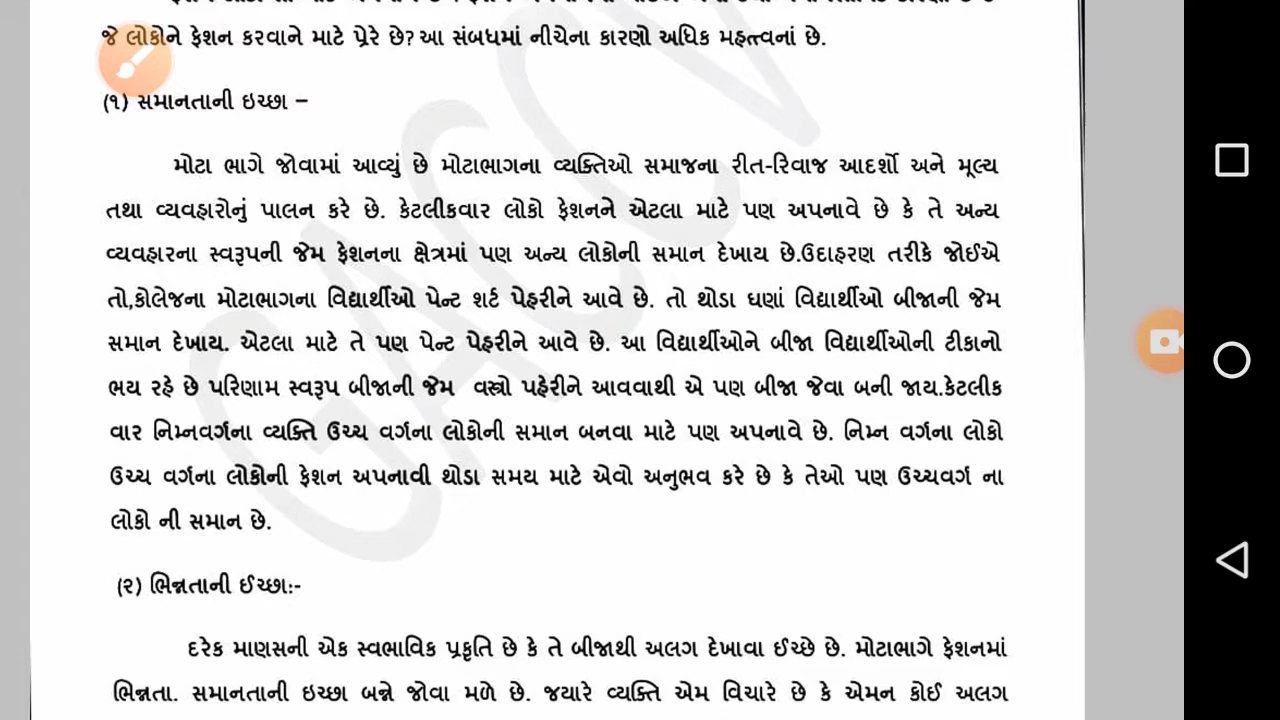 જે લોકોને ફેશન કરવાને માટે પ્રેરે છે? આ સંબધમાં નીચેના કારણો અધિક મહત્ત્વનાં છે.
(૧) સમાનતાની ઇચ્છા –
મોટા ભાગે જોવામાં આવ્યું છે મોટાભાગના વ્યક્તિઓ સમાજના રીત-રિવાજ આદર્શો અને મૂલ્ય
તથા વ્યવહારોનું પાલન કરે છે. કેટલીકવાર લોકો ફેશનને એટલા માટે પણ અપનાવે છે કે તે અન્ય
વ્યવહારના સ્વરૂપની જેમ ફેશનના ક્ષેત્રમાં પણ અન્ય લોકોની સમાન દેખાય છે.ઉદાહરણ તરીકે જોઈએ
તો,કોલેજના મોટાભાગના વિદ્યાર્થીઓ પેન્ટ શર્ટ પેહરીને આવે છે. તો થોડા ઘણાં વિદ્યાર્થીઓ બીજાની જેમ
સમાન દેખાય. એટલા માટે તે પણ પેન્ટ પેહરીને આવે છે. આ વિદ્યાર્થીઓને બીજા વિદ્યાર્થીઓની ટીકાનો
ભય રહે છે પરિણામ સ્વરૂપ બીજાની જેમ વસ્ત્રો પહેરીને આવવાથી એ પણ બીજા જેવા બની જાય.કેટલીક
વાર નિમ્નવર્ગના વ્યક્તિ ઉચ્ચ વર્ગના લોકોની સમાન બનવા માટે પણ અપનાવે છે. નિમ્ન વર્ગના લોકો
ઉચ્ચ વર્ગના લોકોની ફેશન અપનાવી થોડા સમય માટે એવો અનુભવ કરે છે કે તેઓ પણ ઉચ્ચવર્ગ ના
લોકો ની સમાન છે.
(૨) ભિન્નતાની ઈચ્છા:-
દરેક માણસની એક સ્વભાવિક પ્રકૃતિ છે કે તે બીજાથી અલગ દેખાવા ઈચ્છે છે. મોટાભાગે ફેશનમાં
ભિન્નતા. સમાનતાની ઇચ્છા બન્ને જોવા મળે છે. જયારે વ્યક્તિ એમ વિચારે છે કે એમન કોઈ અલગ